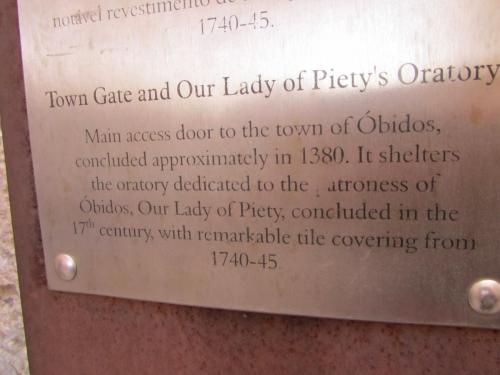 notável revestimento de
1740-45.
Town Gate and Our Lady of Piety's Oratory
Main access door to the town of Óbidos,
concluded approximately in 1380. It shelters
the oratory dedicated to the atroness of
Óbidos, Our Lady of Piety, concluded in the
17th century, with remarkable tile covering from
1740-45